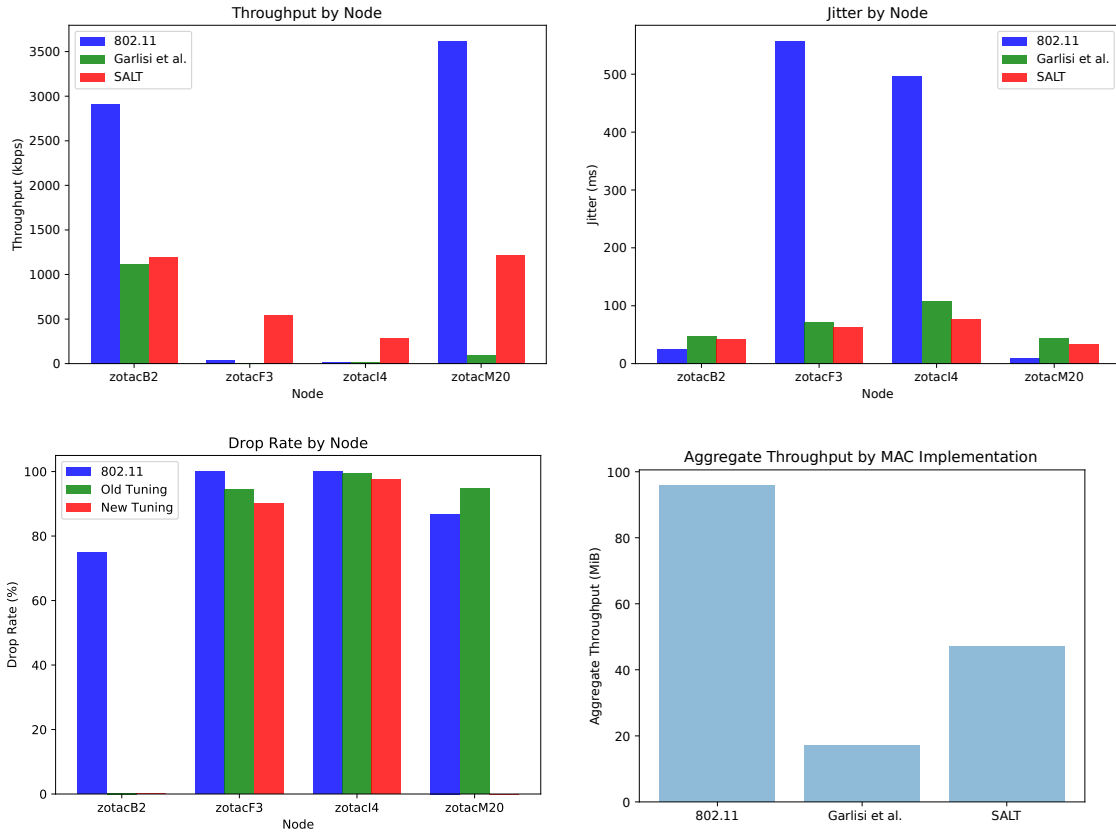 Throughput by Node
Throughput (kbps)
3500
3000
2500
2000
1500
1000
500
0
802.11
Garlisi et al.
SALT
zotacB2 zotacF3 zotacI4 zotacM20
Node
Jitter by Node
Jitter (ms)
500
400
300
200
100
0
802.11
Garlisi et al.
SALT
zotacB2 zotacF3 zotacI4 zotacM20
Node
Drop Rate by Node
Drop Rate (%)
100
80
60
40
20
0
802.11
Old Tuning
New Tuning
zotacB2 zotacF3 zotacI4 zotacM20
Node
Aggregate Throughput by MAC Implementation
Aggregate Throughput (MiB)
100
80
60
40
20
0
802.11 Garlisi et al. SALT